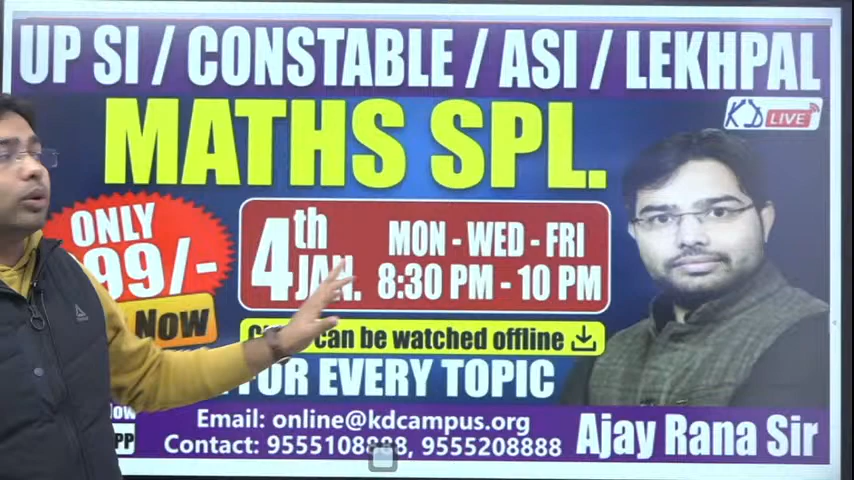 UP SI / CONSTABLE / ASI / LEKHPAL
MATHS SPL.
KD LIVE
ONLY
99/-
Now
4th
JAN.
MON - WED - FRI
8:30 PM - 10 PM
can be watched offline
FOR EVERY TOPIC
Email: online@kdcampus.org
Contact: 9555108888, 9555208888
Ajay Rana Sir